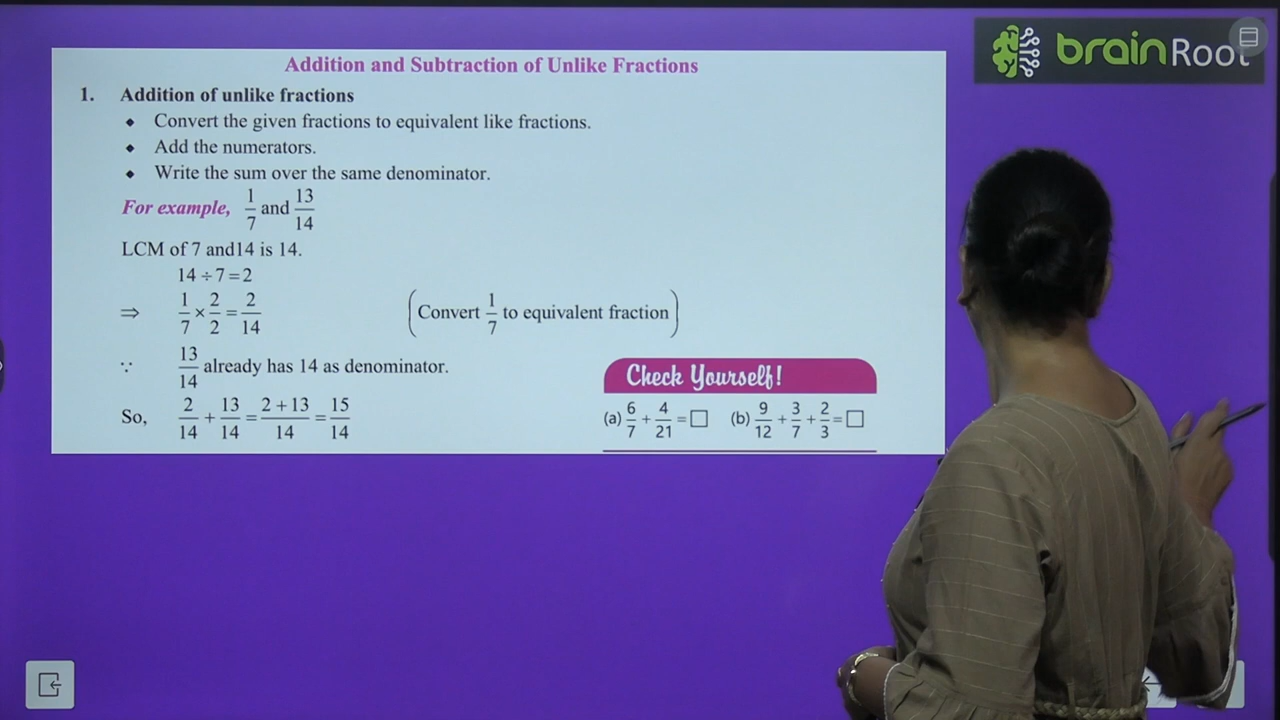 brainRoot
Addition and Subtraction of Unlike Fractions
1. Addition of unlike fractions
◆ Convert the given fractions to equivalent like fractions.
◆ Add the numerators.
◆ Write the sum over the same denominator.
For example, 1/7 and 13/14
LCM of 7 and14 is 14.
14 ÷ 7 = 2
⇒ 1/7 × 2/2 = 2/14 (Convert 1/7 to equivalent fraction)
∵ 13/14 already has 14 as denominator.
So, 2/14 + 13/14 = 2 + 13/14 = 15/14
Check Yourself!
(a) 6/7 + 4/21 = □ (b) 9/12 + 3/7 + 2/3 = □